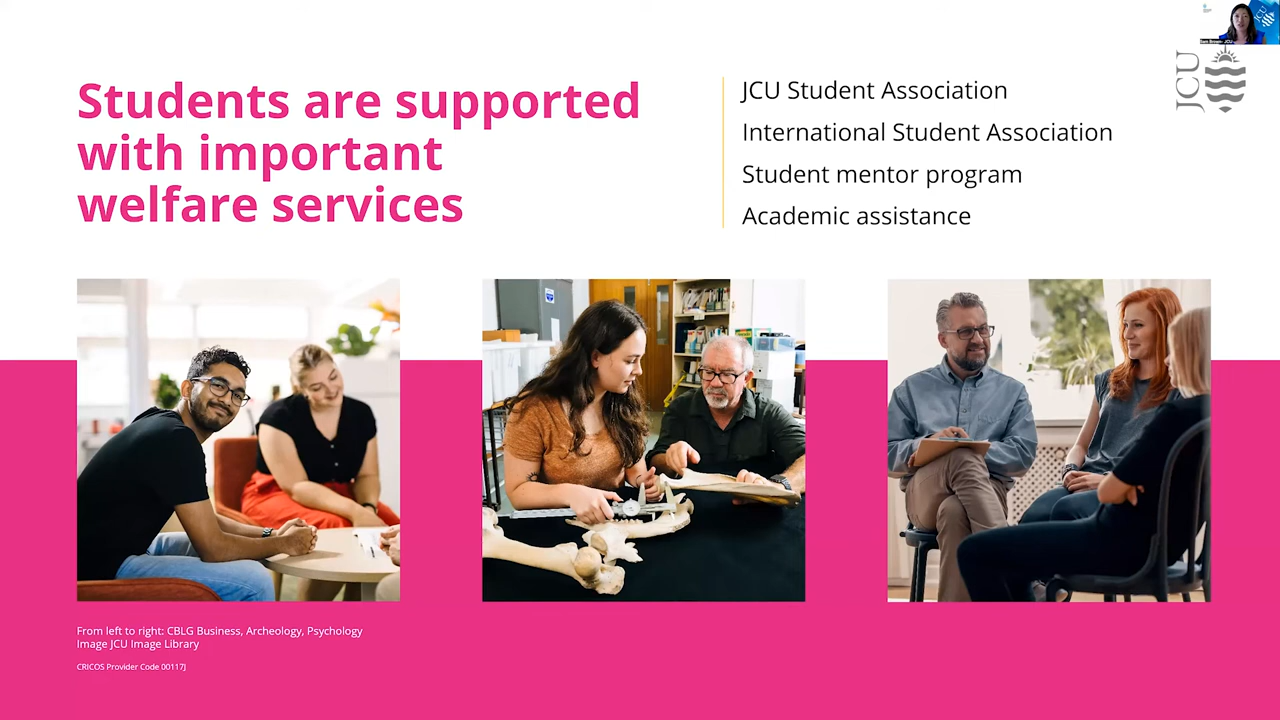 Students are supported
with important
welfare services
JCU Student Association
International Student Association
Student mentor program
Academic assistance
JCU
From left to right: CBLG Business, Archeology, Psychology
Image JCU Image Library
CRICOS Provider Code 00117J